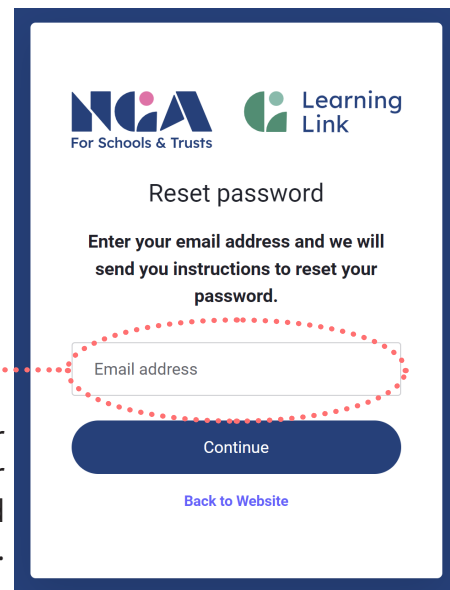 NGA
For Schools & Trusts
Learning
Link
Reset password
Enter your email address and we will
send you instructions to reset your
password.
Email address
Continue
Back to Website